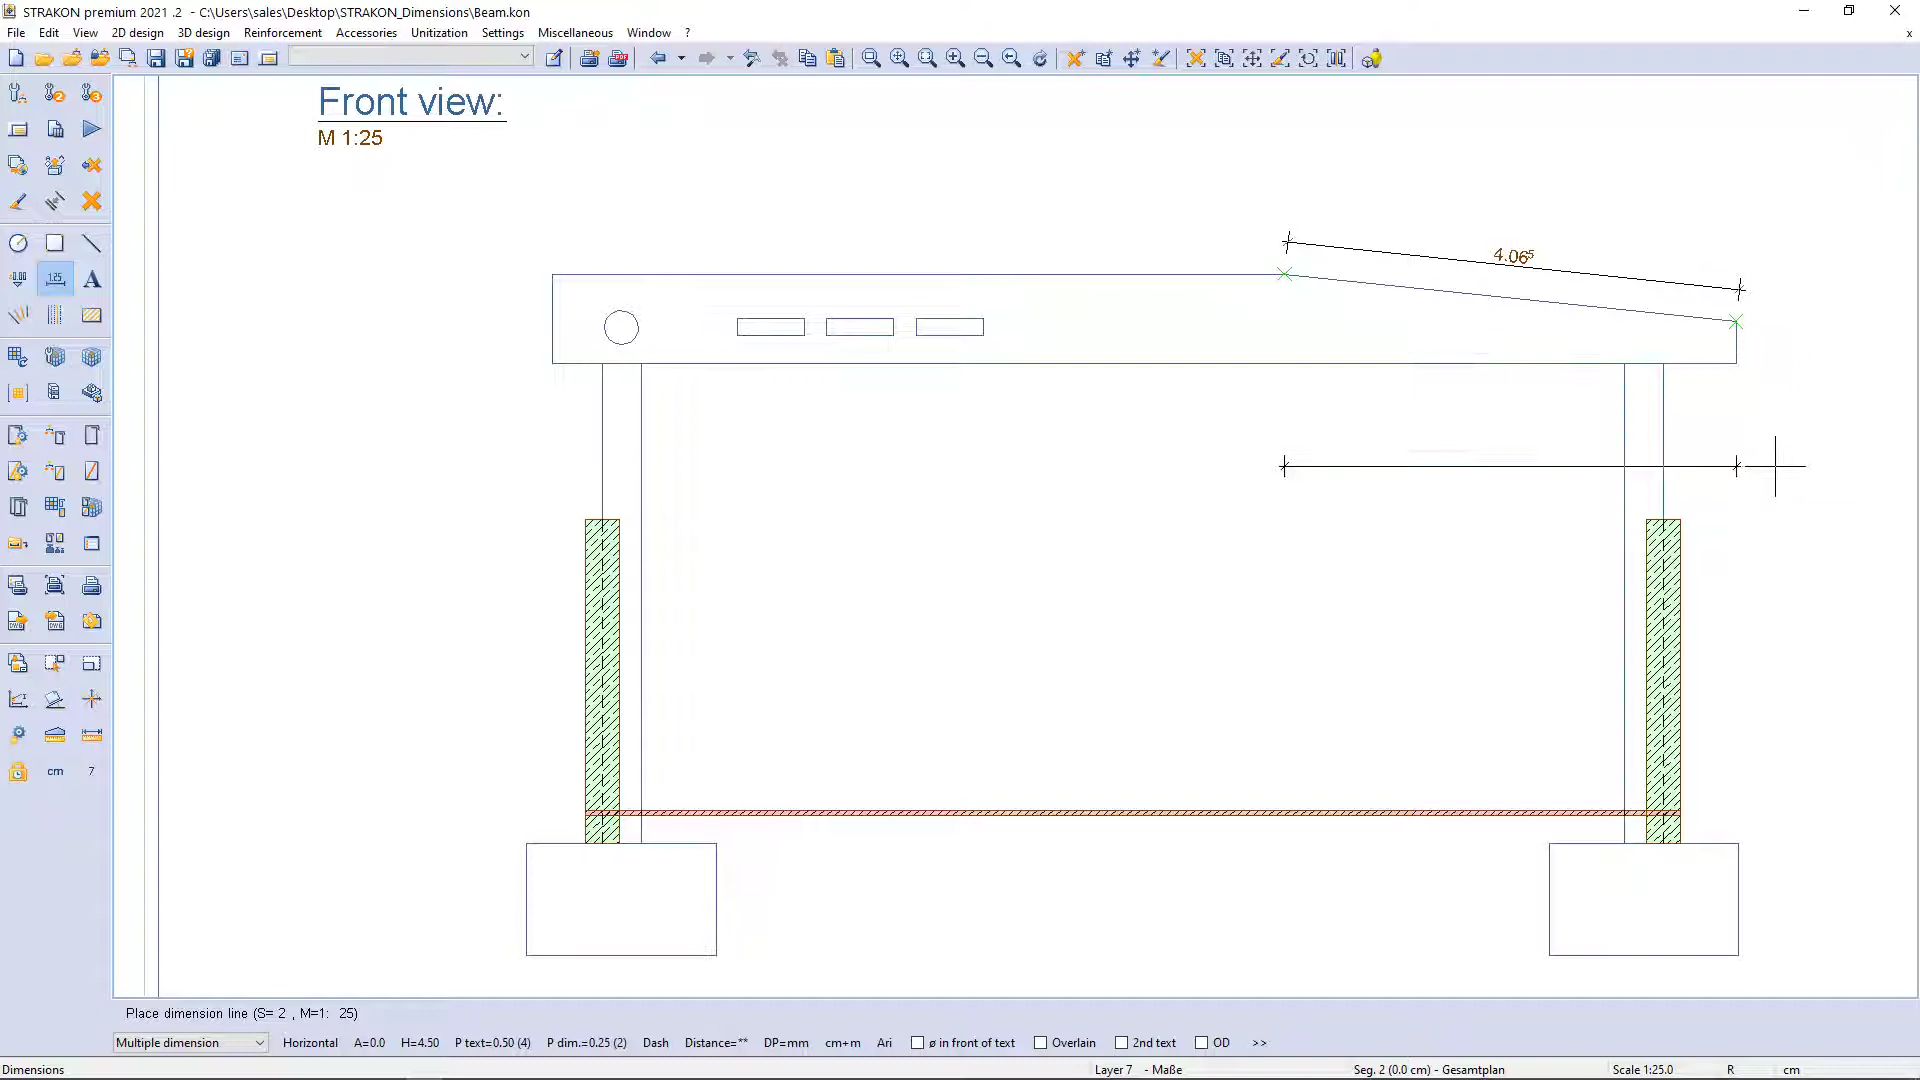 STRAKON premium 2021 .2 - C:\Users\sales\Desktop\STRAKON_Dimensions\Beam.kon
File Edit View 2D design 3D design Reinforcement Accessories Unitization Settings Miscellaneous Window ?
x
Front view:
M 1:25
4.06⁵
1.25
A
cm 7
Place dimension line (S= 2 , M=1: 25)
Multiple dimension Horizontal A=0.0 H=4.50 P text=0.50 (4) P dim.=0.25 (2) Dash Distance=** DP=mm cm+m Ari ø in front of text Overlain 2nd text OD >>
Dimensions Layer 7 - Maße Seg. 2 (0.0 cm) - Gesamtplan Scale 1:25.0 R cm